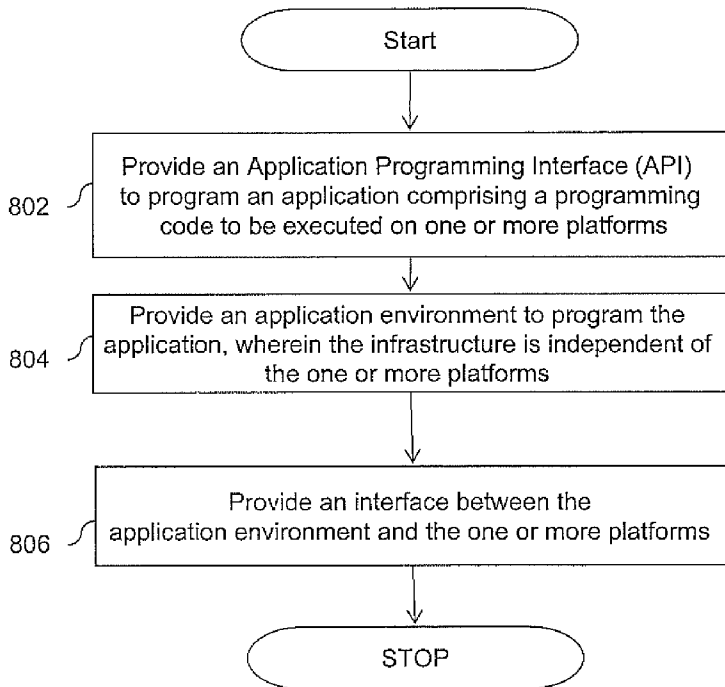 Start
Provide an Application Programming Interface (API)
to program an application comprising a programming
code to be executed on one or more platforms
802
Provide an application environment to program the
application, wherein the infrastructure is independent of
the one or more platforms
804
Provide an interface between the
application environment and the one or more platforms
806
STOP